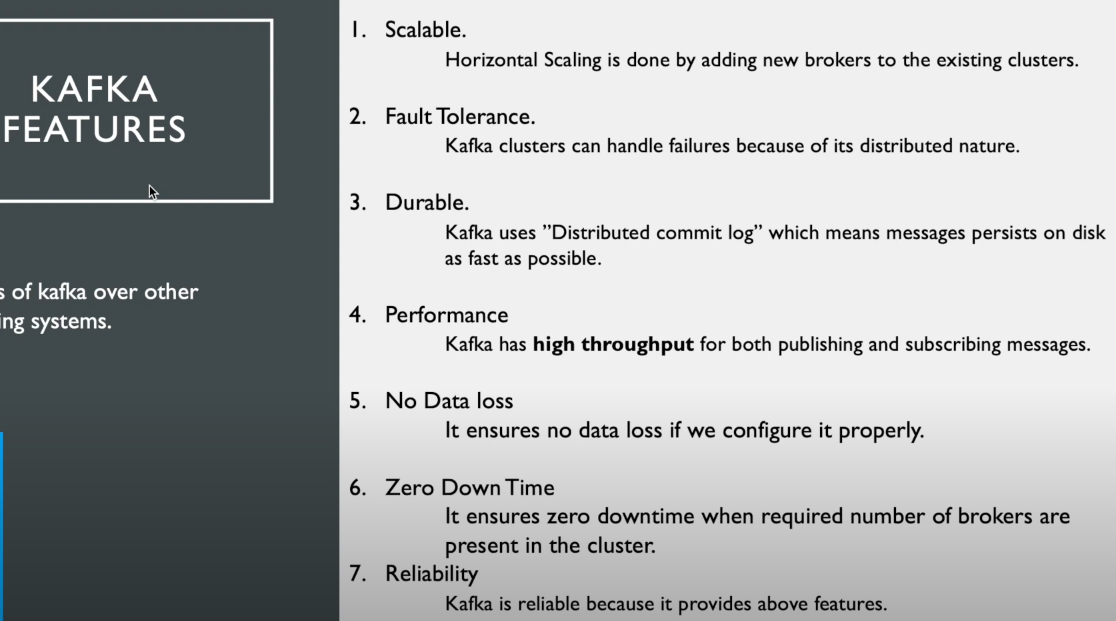 KAFKA
FEATURES
s of kafka over other
ing systems.
1. Scalable.
Horizontal Scaling is done by adding new brokers to the existing clusters.
2. Fault Tolerance.
Kafka clusters can handle failures because of its distributed nature.
3. Durable.
Kafka uses ”Distributed commit log” which means messages persists on disk
as fast as possible.
4. Performance
Kafka has high throughput for both publishing and subscribing messages.
5. No Data loss
It ensures no data loss if we configure it properly.
6. Zero Down Time
It ensures zero downtime when required number of brokers are
present in the cluster.
7. Reliability
Kafka is reliable because it provides above features.